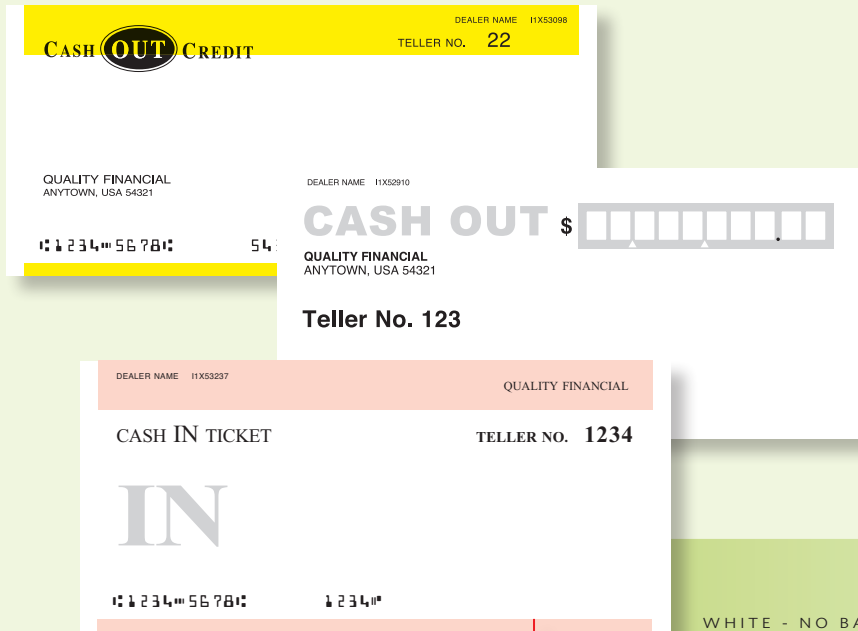 DEALER NAME I1X53098
CASH OUT CREDIT
TELLER NO. 22
QUALITY FINANCIAL
ANYTOWN, USA 54321
⑆1234⑉5678⑆ 54
DEALER NAME I1X52910
CASH OUT $ .
QUALITY FINANCIAL
ANYTOWN, USA 54321
Teller No. 123
DEALER NAME I1X53237
QUALITY FINANCIAL
CASH IN TICKET
TELLER NO. 1234
IN
⑆1234⑉5678⑆ 1234⑈
WHITE - NO